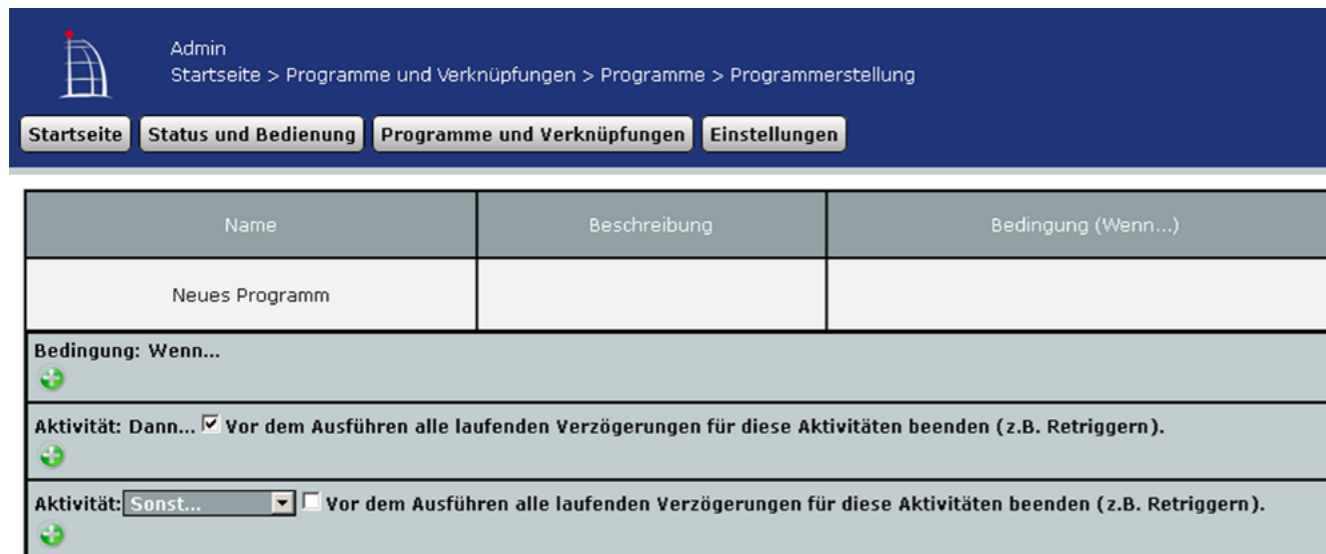 Admin
Startseite > Programme und Verknüpfungen > Programme > Programmerstellung
Startseite Status und Bedienung Programme und Verknüpfungen Einstellungen
Name Beschreibung Bedingung (Wenn...)
Neues Programm
Bedingung: Wenn...
Aktivität: Dann... Vor dem Ausführen alle laufenden Verzögerungen für diese Aktivitäten beenden (z.B. Retriggern).
Aktivität: Sonst... Vor dem Ausführen alle laufenden Verzögerungen für diese Aktivitäten beenden (z.B. Retriggern).